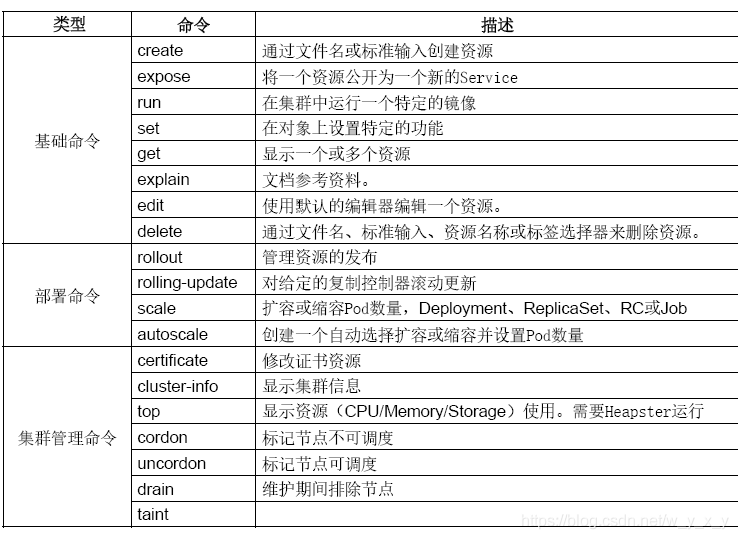 类型 命令 描述
基础命令
create 通过文件名或标准输入创建资源
expose 将一个资源公开为一个新的Service
run 在集群中运行一个特定的镜像
set 在对象上设置特定的功能
get 显示一个或多个资源
explain 文档参考资料。
edit 使用默认的编辑器编辑一个资源。
delete 通过文件名、标准输入、资源名称或标签选择器来删除资源。
部署命令
rollout 管理资源的发布
rolling-update 对给定的复制控制器滚动更新
scale 扩容或缩容Pod数量，Deployment、ReplicaSet、RC或Job
autoscale 创建一个自动选择扩容或缩容并设置Pod数量
集群管理命令
certificate 修改证书资源
cluster-info 显示集群信息
top 显示资源（CPU/Memory/Storage）使用。需要Heapster运行
cordon 标记节点不可调度
uncordon 标记节点可调度
drain 维护期间排除节点
taint
https://blog.csdn.net/w_y_x_y